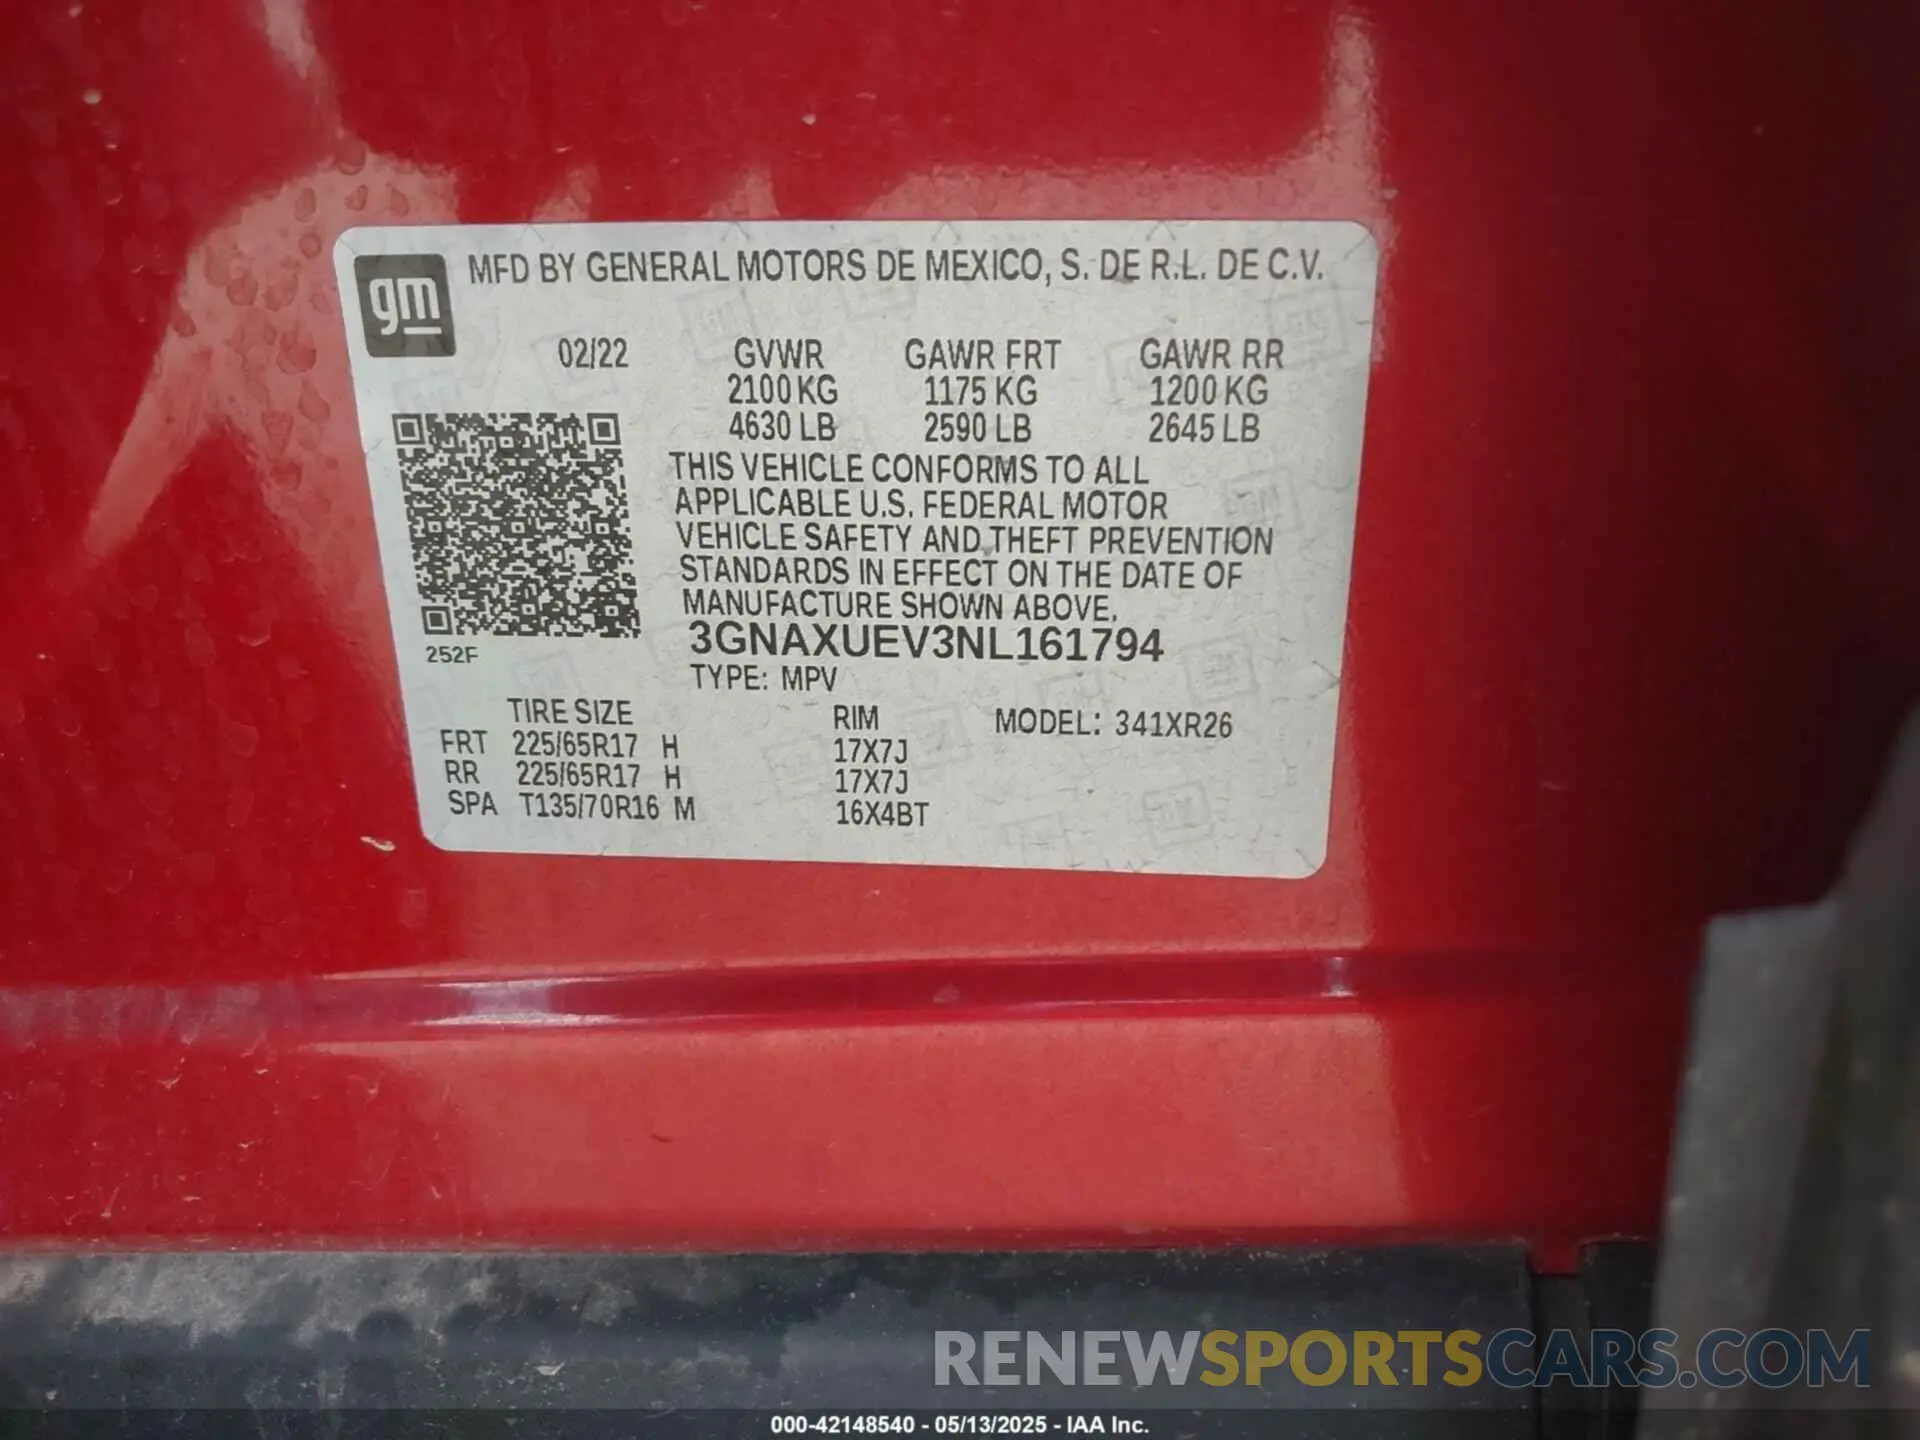 gm
MFD BY GENERAL MOTORS DE MEXICO, S. DE R.L. DE C.V.
02/22 GVWR GAWR FRT GAWR RR
2100 KG 1175 KG 1200 KG
4630 LB 2590 LB 2645 LB
THIS VEHICLE CONFORMS TO ALL
APPLICABLE U.S. FEDERAL MOTOR
VEHICLE SAFETY AND THEFT PREVENTION
STANDARDS IN EFFECT ON THE DATE OF
MANUFACTURE SHOWN ABOVE.
3GNAXUEV3NL161794
252F
TYPE: MPV
TIRE SIZE RIM MODEL: 341XR26
FRT 225/65R17 H 17X7J
RR 225/65R17 H 17X7J
SPA T135/70R16 M 16X4BT
RENEWSPORTSCARS.COM
000-42148540 - 05/13/2025 - IAA Inc.